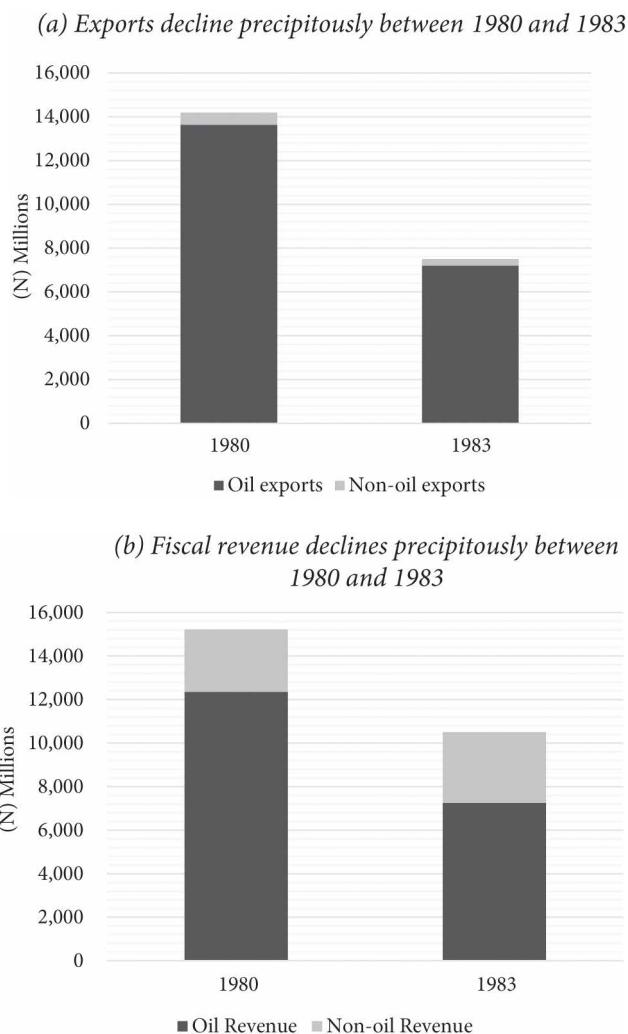 (a) Exports decline precipitously between 1980 and 1983
16,000
14,000
12,000
10,000
8,000
6,000
4,000
2,000
0
(N) Millions
1980 1983
Oil exports Non-oil exports
(b) Fiscal revenue declines precipitously between
1980 and 1983
16,000
14,000
12,000
10,000
8,000
6,000
4,000
2,000
0
(N) Millions
1980 1983
Oil Revenue Non-oil Revenue